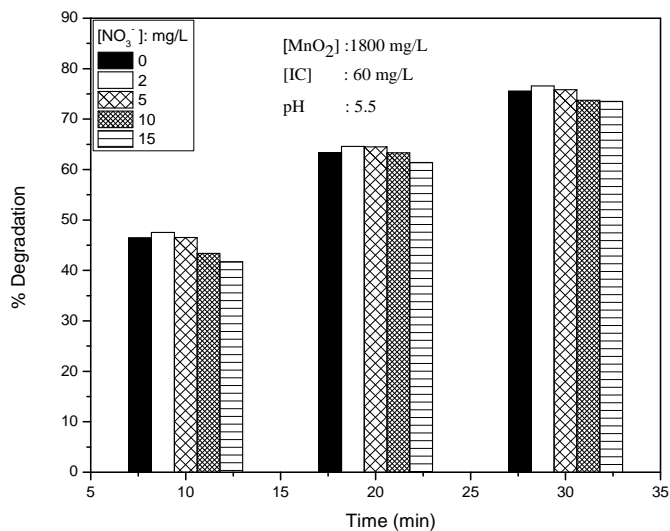 90
80
70
60
50
40
30
20
10
0
% Degradation
[NO3-]: mg/L
0
2
5
10
15
[MnO2] :1800 mg/L
[IC] : 60 mg/L
pH : 5.5
5 10 15 20 25 30 35
Time (min)